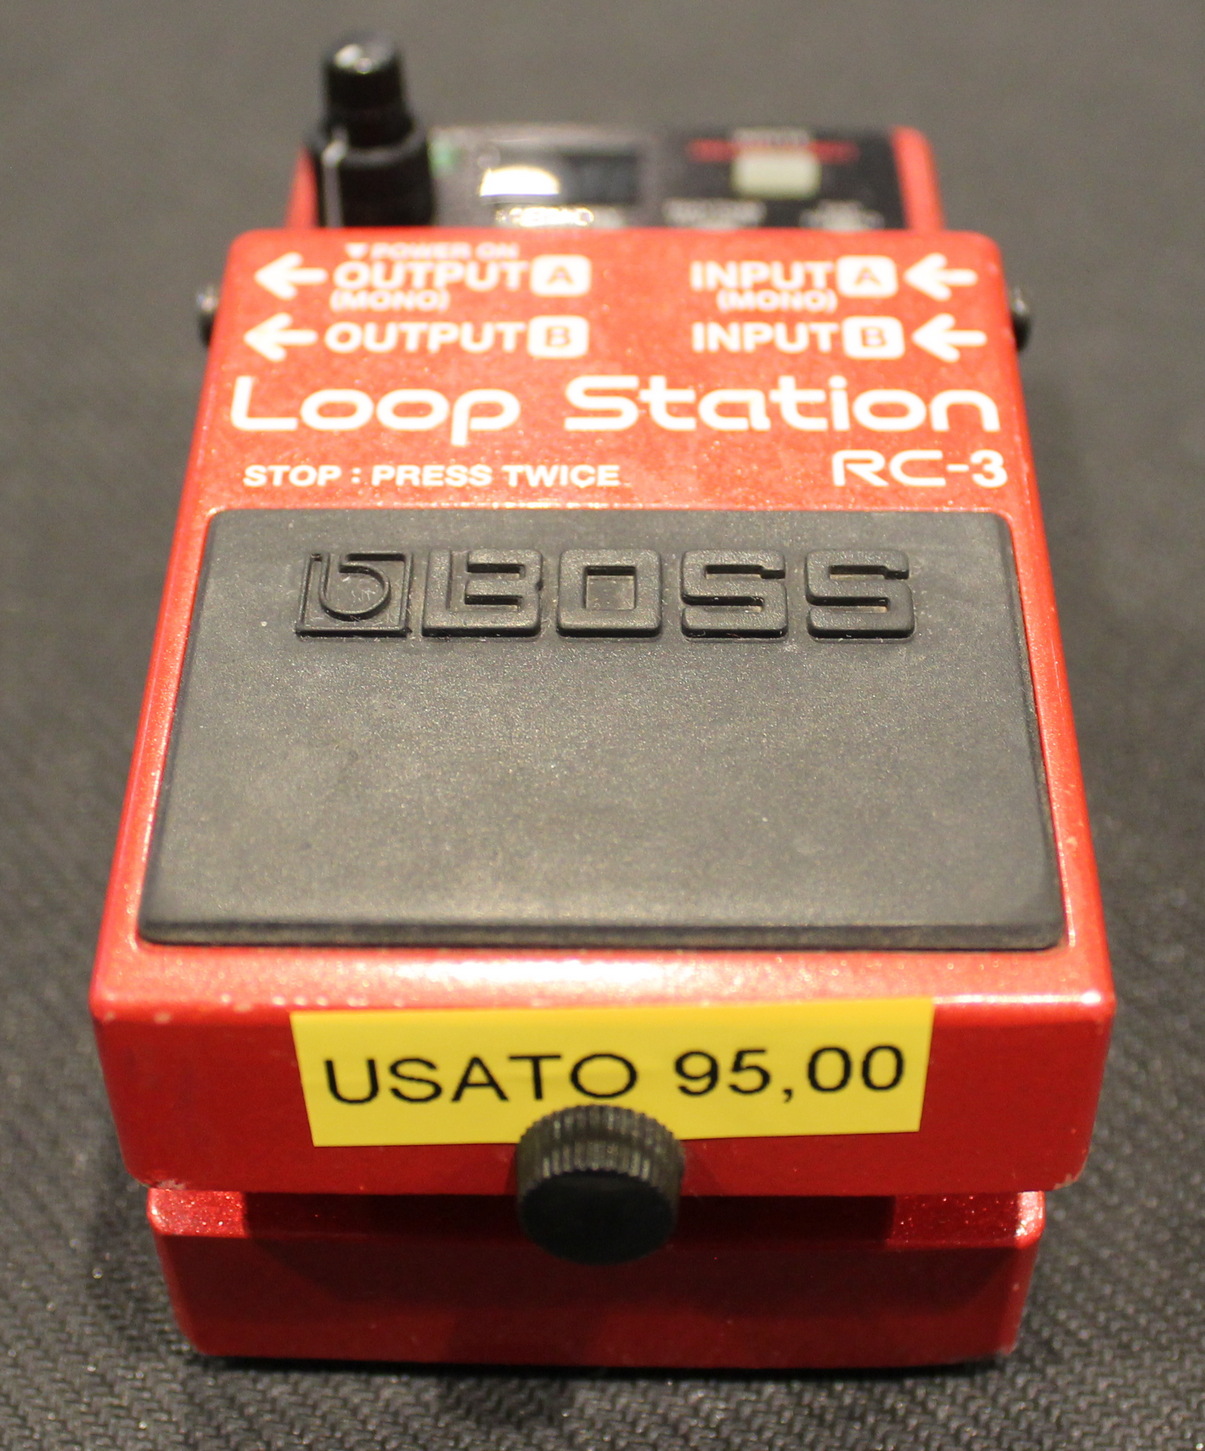 ▼POWER ON
← OUTPUT A
(MONO)
INPUT A ←
(MONO)
← OUTPUT B
INPUT B ←
Loop Station
STOP : PRESS TWICE
RC-3
BOSS
USATO 95,00